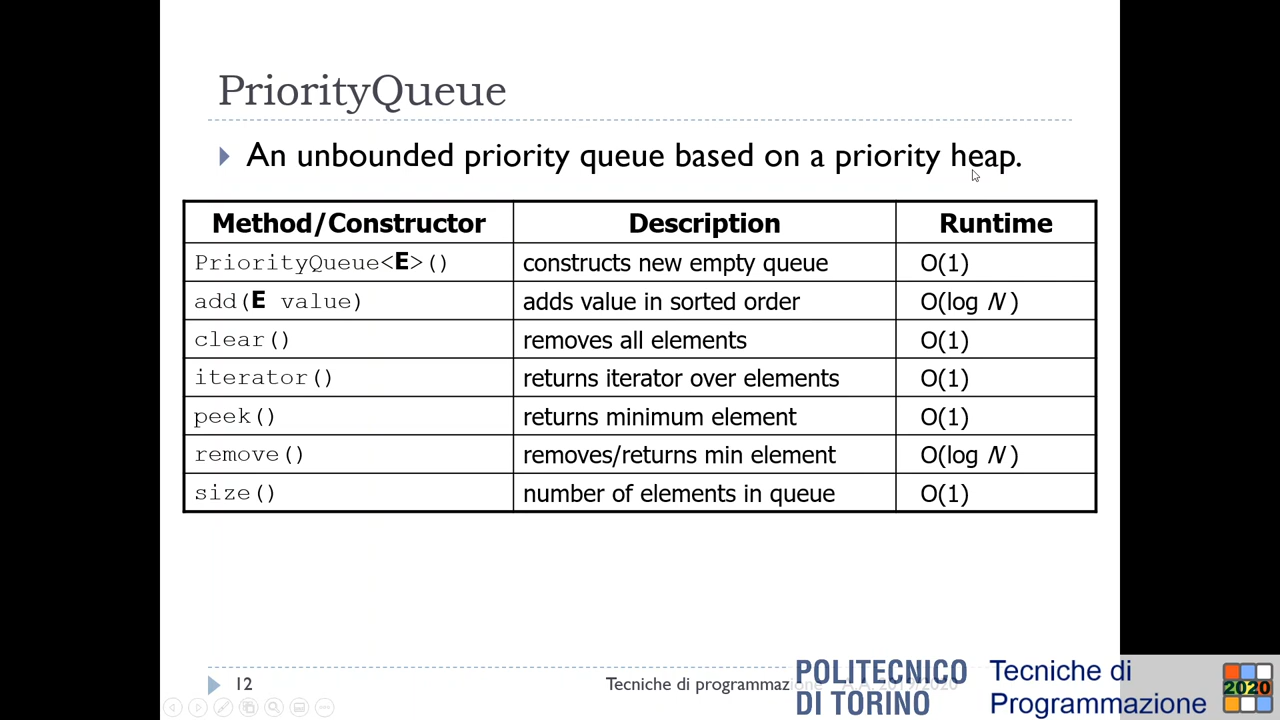 PriorityQueue
An unbounded priority queue based on a priority heap.
Method/Constructor Description Runtime
PriorityQueue<E>() constructs new empty queue O(1)
add(E value) adds value in sorted order O(log N)
clear() removes all elements O(1)
iterator() returns iterator over elements O(1)
peek() returns minimum element O(1)
remove() removes/returns min element O(log N)
size() number of elements in queue O(1)
12 Tecniche di programmazione A.A. 2019/2020
POLITECNICO
DI TORINO
Tecniche di
Programmazione
2020